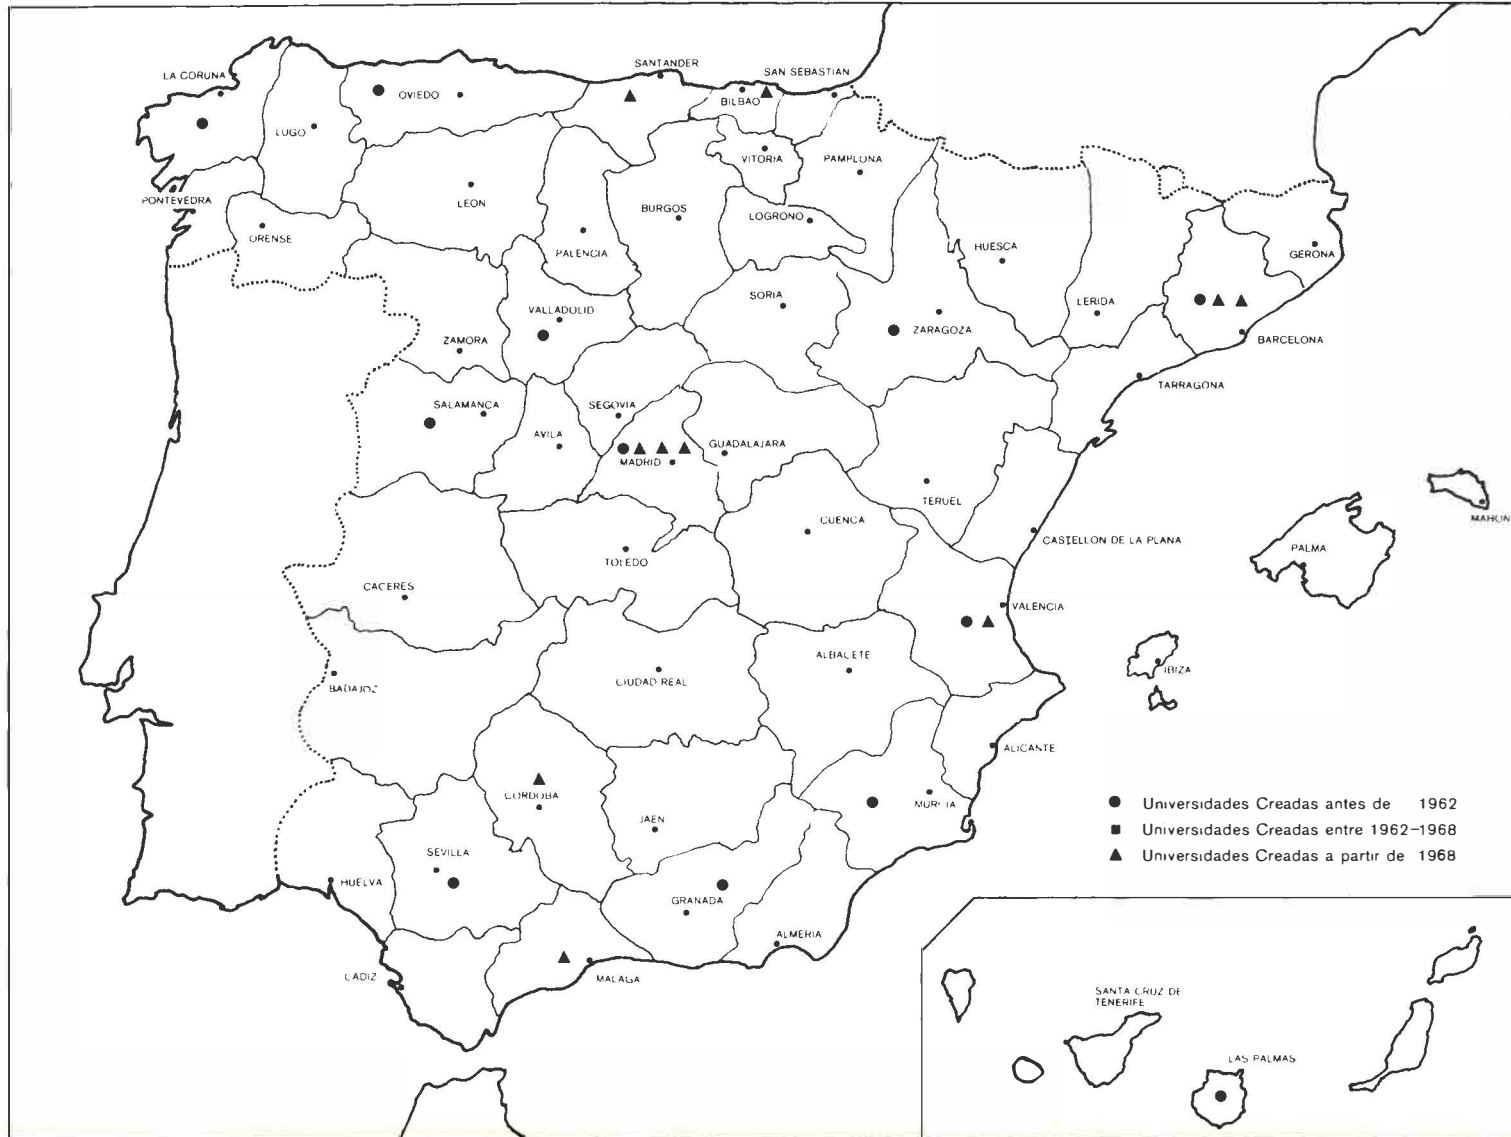 SANTANDER
SAN SEBASTIAN
LA CORUNA
OVIEDO
BILBAO
LUGO
VITORIA
PAMPLONA
PONTEVEDRA
LEON
BURGOS
LOGRONO
ORENSE
PALENCIA
HUESCA
GERONA
SORIA
LERIDA
VALLADOLID
ZARAGOZA
ZAMORA
BARCELONA
TARRAGONA
SALAMANCA
SEGOVIA
AVILA
GUADALAJARA
MADRID
TERUEL
CUENCA
MAHON
CASTELLON DE LA PLANA
PALMA
TOLEDO
CACERES
VALENCIA
ALBACETE
IBIZA
CIUDAD REAL
BADAJOZ
ALICANTE
CORDOBA
MURCIA
JAEN
SEVILLA
HUELVA
GRANADA
ALMERIA
CADIZ
MALAGA
Universidades Creadas antes de 1962
Universidades Creadas entre 1962-1968
Universidades Creadas a partir de 1968
SANTA CRUZ DE
TENERIFE
LAS PALMAS